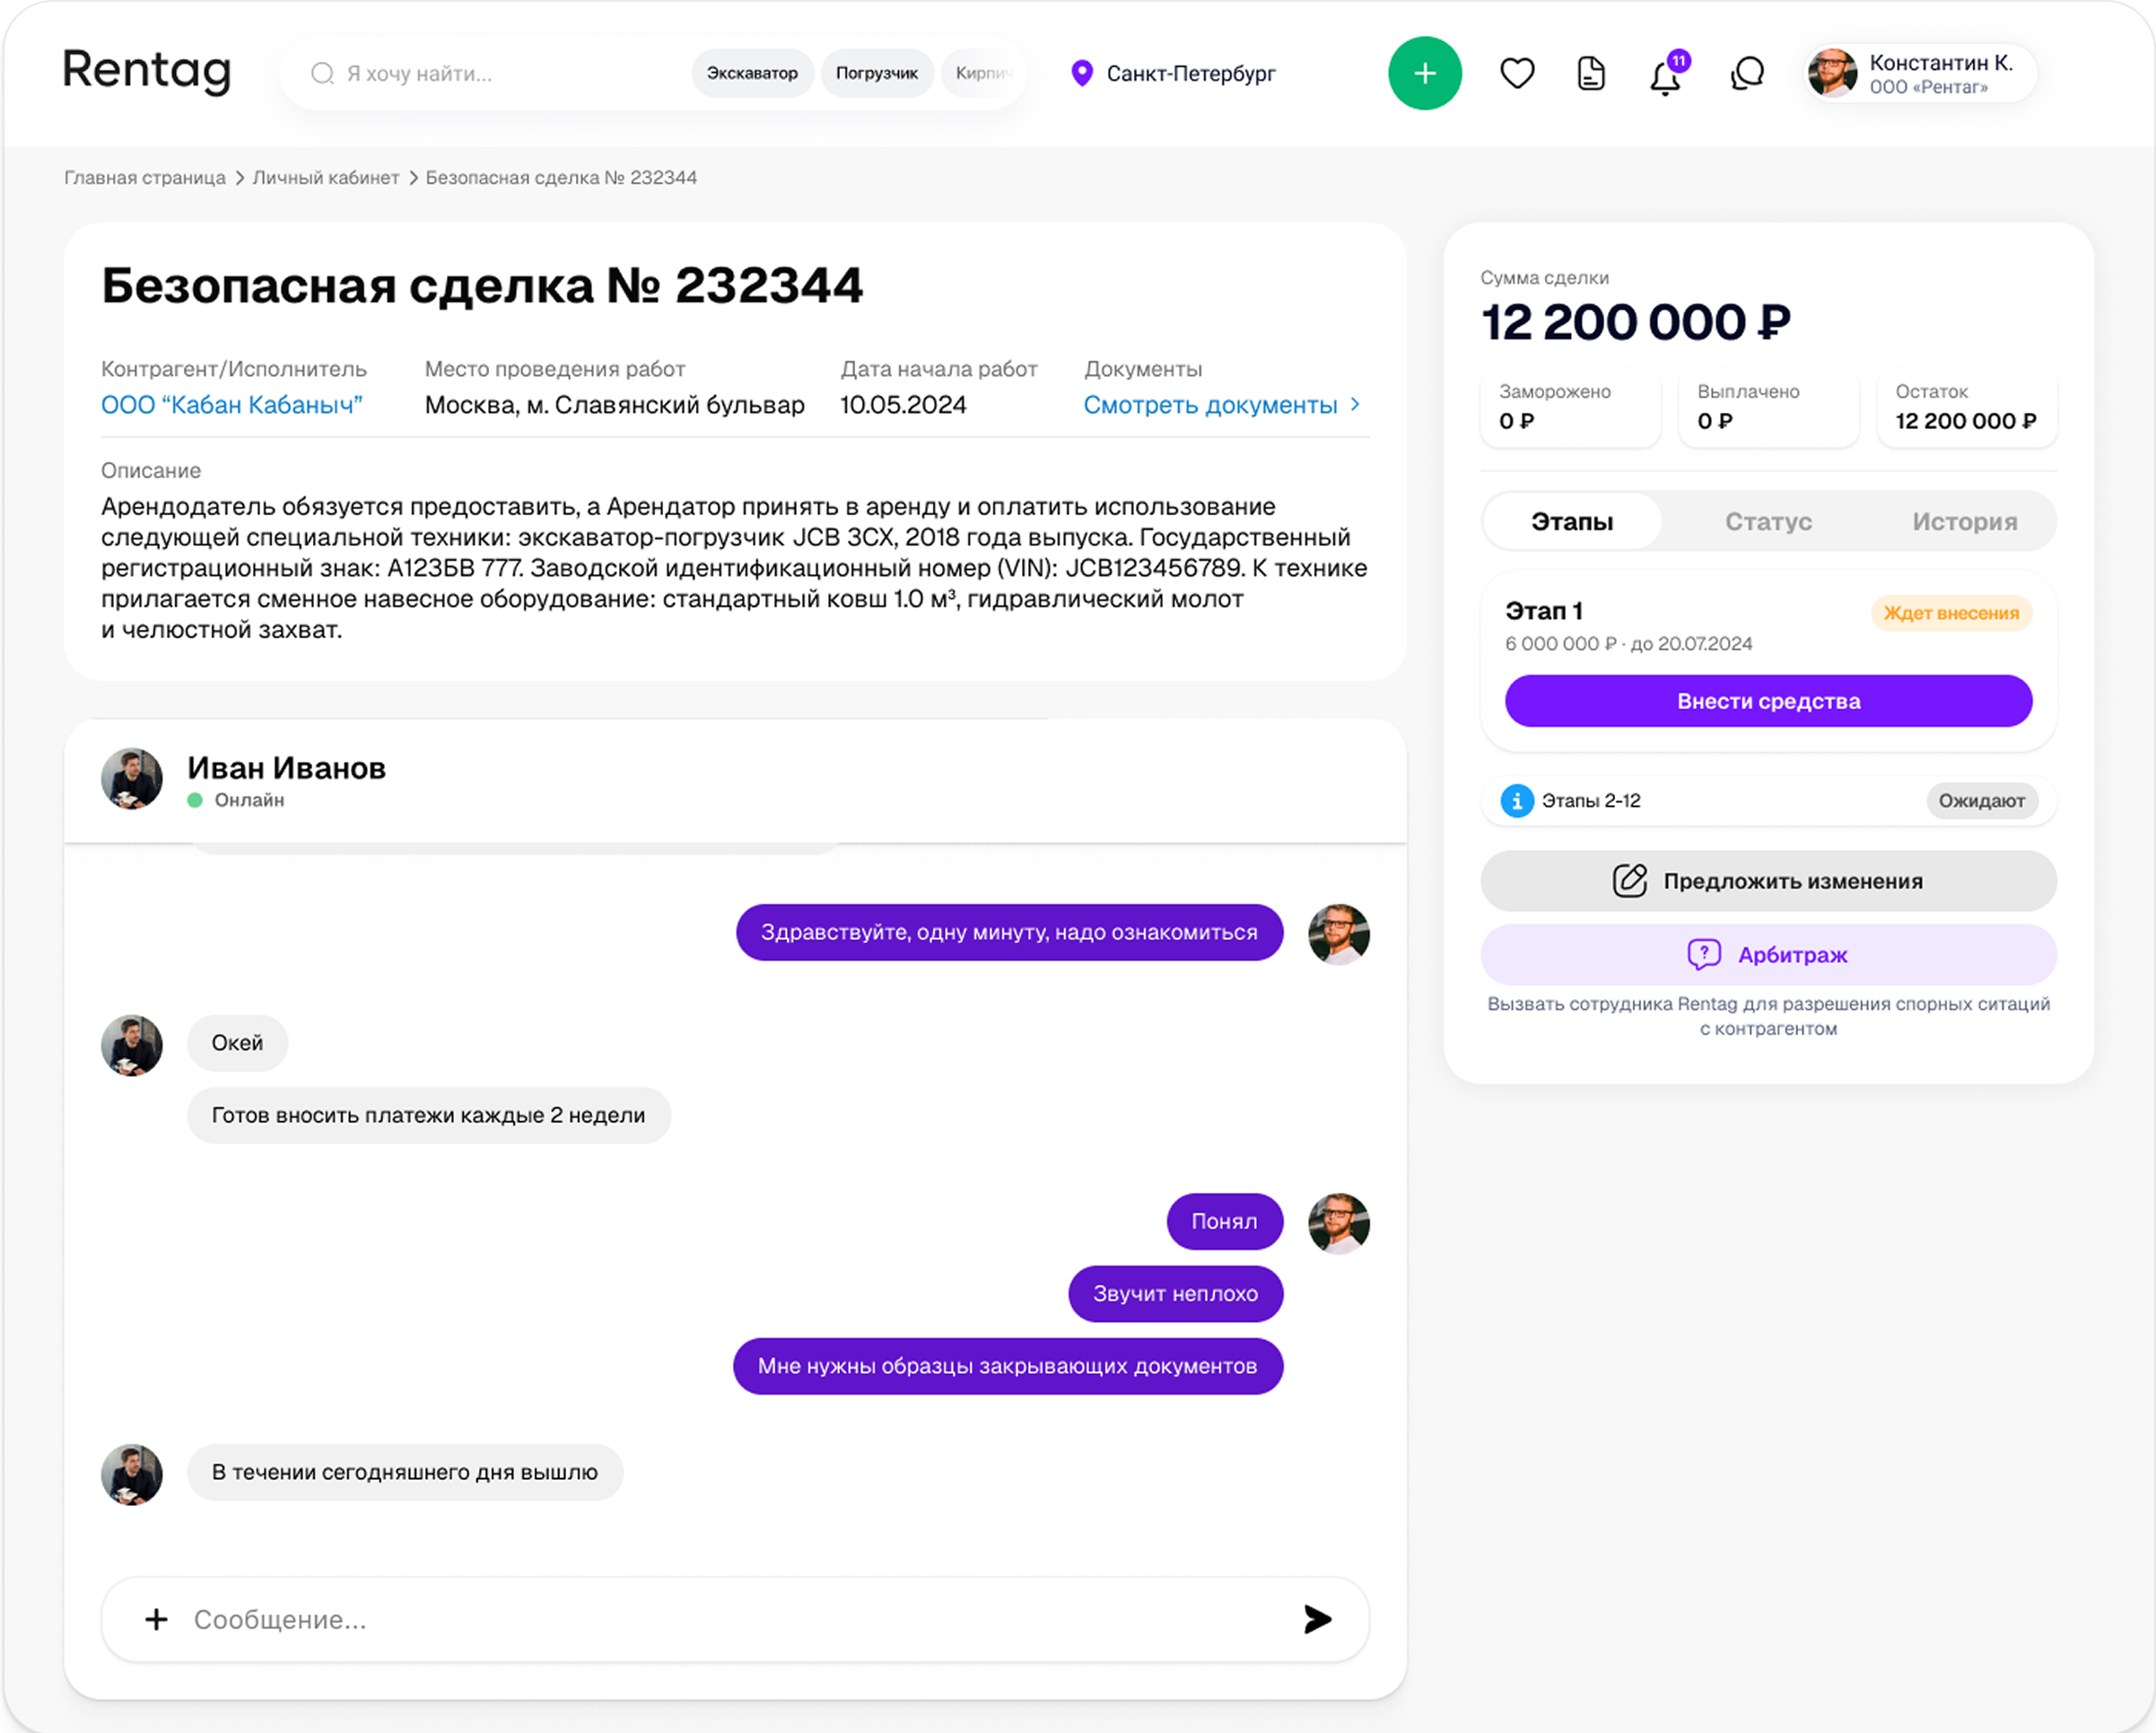 Rentag
Я хочу найти...
Экскаватор
Погрузчик
Кирпич
Санкт-Петербург
11
Константин К.
ООО «Рентаг»
Главная страница > Личный кабинет > Безопасная сделка № 232344
Безопасная сделка № 232344
Контрагент/Исполнитель
ООО “Кабан Кабаныч”
Место проведения работ
Москва, м. Славянский бульвар
Дата начала работ
10.05.2024
Документы
Смотреть документы >
Описание
Арендодатель обязуется предоставить, а Арендатор принять в аренду и оплатить использование
следующей специальной техники: экскаватор-погрузчик JCB 3CX, 2018 года выпуска. Государственный
регистрационный знак: А123БВ 777. Заводской идентификационный номер (VIN): JCB123456789. К технике
прилагается сменное навесное оборудование: стандартный ковш 1.0 м³, гидравлический молот
и челюстной захват.
Иван Иванов
Онлайн
Здравствуйте, одну минуту, надо ознакомиться
Окей
Готов вносить платежи каждые 2 недели
Понял
Звучит неплохо
Мне нужны образцы закрывающих документов
В течении сегодняшнего дня вышлю
Сообщение...
Сумма сделки
12 200 000 ₽
Заморожено
0 ₽
Выплачено
0 ₽
Остаток
12 200 000 ₽
Этапы
Статус
История
Этап 1
Ждет внесения
6 000 000 ₽ · до 20.07.2024
Внести средства
Этапы 2-12
Ожидают
Предложить изменения
Арбитраж
Вызвать сотрудника Rentag для разрешения спорных ситаций
с контрагентом